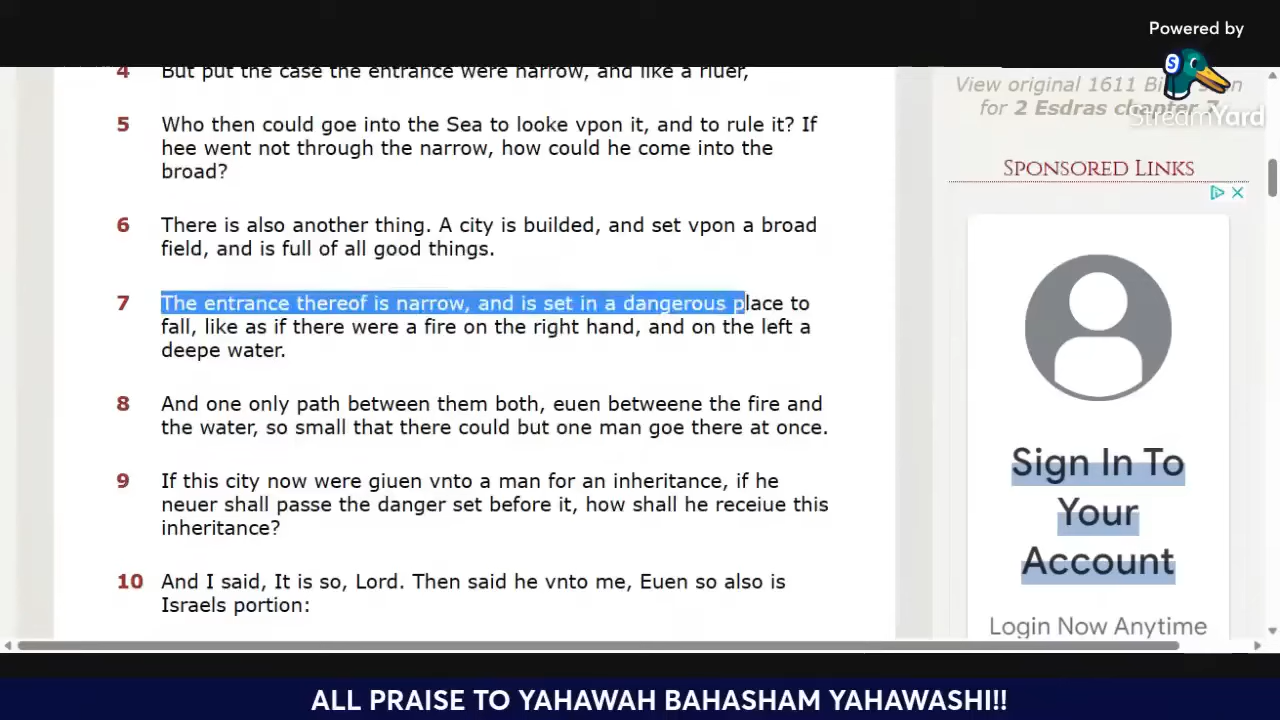 Powered by
StreamYard
4 But put the case the entrance were narrow, and like a riuer,
5 Who then could goe into the Sea to looke vpon it, and to rule it? If
hee went not through the narrow, how could he come into the
broad?
6 There is also another thing. A city is builded, and set vpon a broad
field, and is full of all good things.
7 The entrance thereof is narrow, and is set in a dangerous place to
fall, like as if there were a fire on the right hand, and on the left a
deepe water.
8 And one only path between them both, euen betweene the fire and
the water, so small that there could but one man goe there at once.
9 If this city now were giuen vnto a man for an inheritance, if he
neuer shall passe the danger set before it, how shall he receiue this
inheritance?
10 And I said, It is so, Lord. Then said he vnto me, Euen so also is
Israels portion:
View original 1611 Bi n
for 2 Esdras chapter 7
SPONSORED LINKS
Sign In To
Your
Account
Login Now Anytime
ALL PRAISE TO YAHAWAH BAHASHAM YAHAWASHI!!